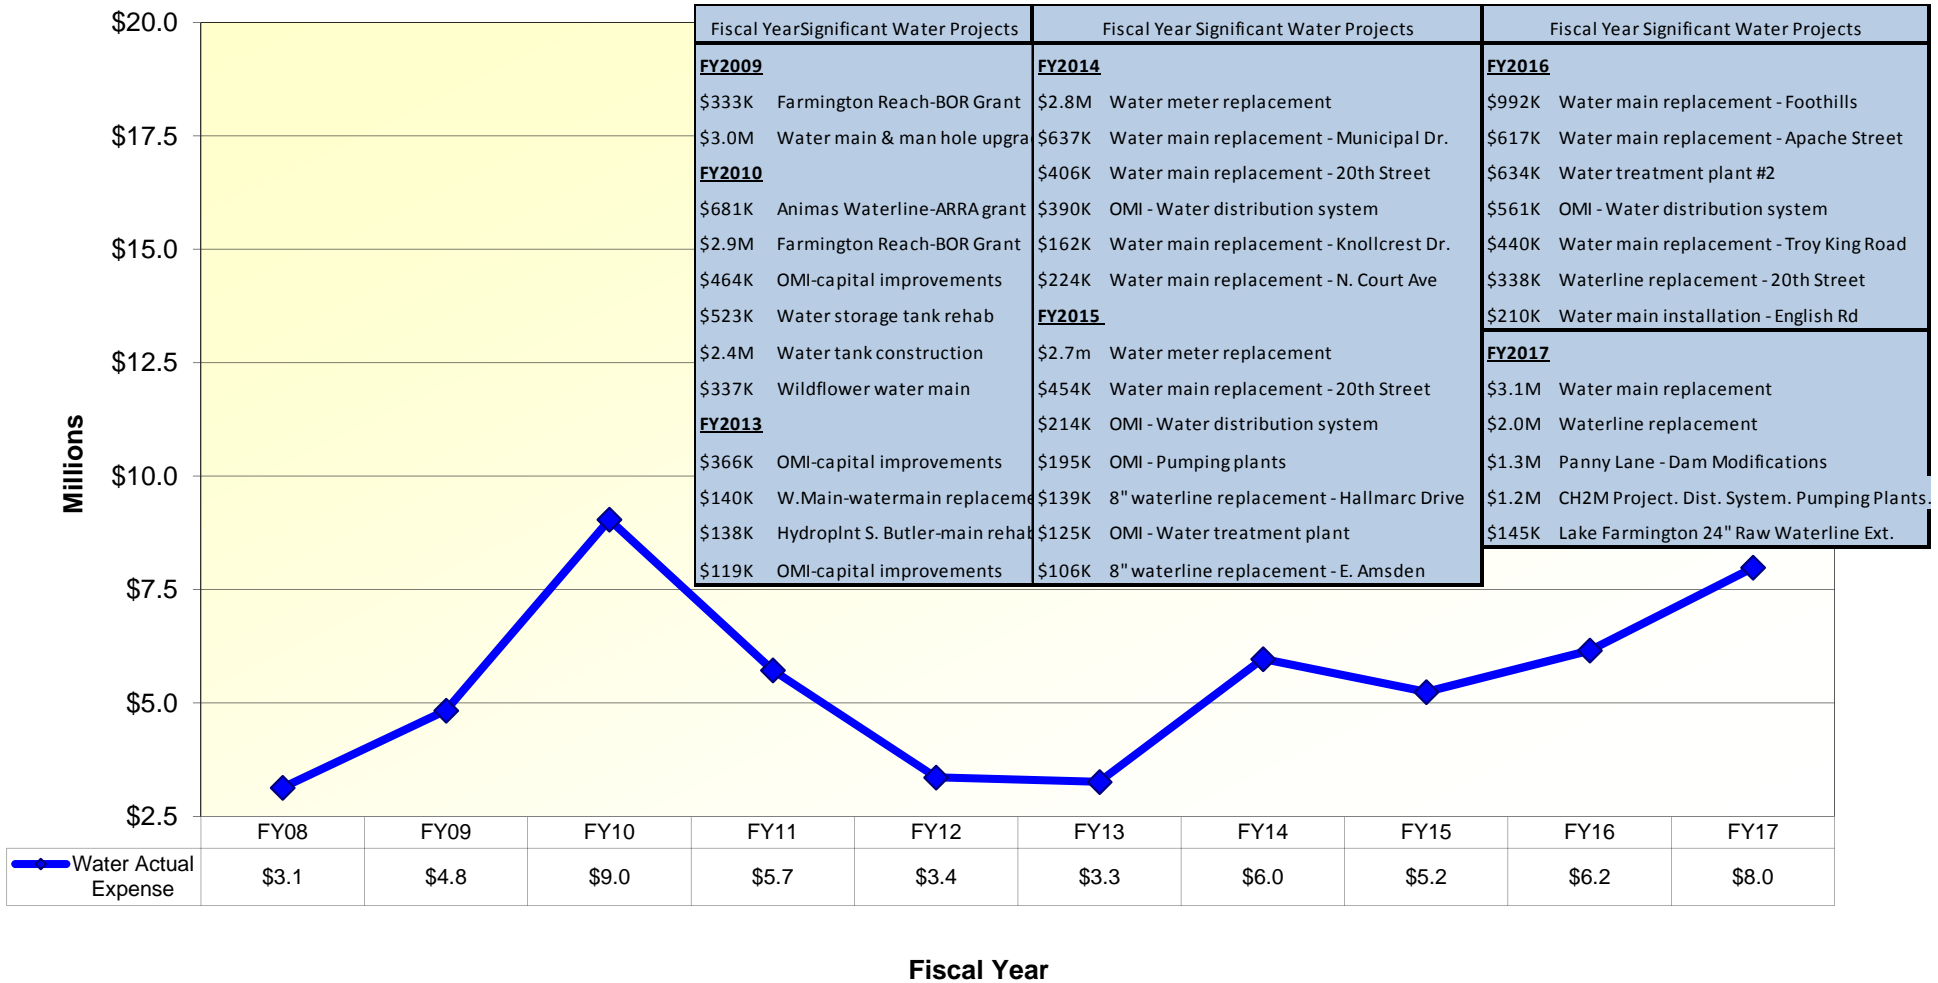 $20.0
$17.5
$15.0
$12.5
$10.0
$7.5
$5.0
$2.5
Millions
Fiscal YearSignificant Water Projects
FY2009
$333K Farmington Reach-BOR Grant
$3.0M Water main & man hole upgra
FY2010
$681K Animas Waterline-ARRA grant
$2.9M Farmington Reach-BOR Grant
$464K OMI-capital improvements
$523K Water storage tank rehab
$2.4M Water tank construction
$337K Wildflower water main
FY2013
$366K OMI-capital improvements
$140K W.Main-watermain replaceme
$138K Hydroplnt S. Butler-main rehab
$119K OMI-capital improvements
Fiscal Year Significant Water Projects
FY2014
$2.8M Water meter replacement
$637K Water main replacement - Municipal Dr.
$406K Water main replacement - 20th Street
$390K OMI - Water distribution system
$162K Water main replacement - Knollcrest Dr.
$224K Water main replacement - N. Court Ave
FY2015
$2.7m Water meter replacement
$454K Water main replacement - 20th Street
$214K OMI - Water distribution system
$195K OMI - Pumping plants
$139K 8" waterline replacement - Hallmarc Drive
$125K OMI - Water treatment plant
$106K 8" waterline replacement - E. Amsden
Fiscal Year Significant Water Projects
FY2016
$992K Water main replacement - Foothills
$617K Water main replacement - Apache Street
$634K Water treatment plant #2
$561K OMI - Water distribution system
$440K Water main replacement - Troy King Road
$338K Waterline replacement - 20th Street
$210K Water main installation - English Rd
FY2017
$3.1M Water main replacement
$2.0M Waterline replacement
$1.3M Panny Lane - Dam Modifications
$1.2M CH2M Project. Dist. System. Pumping Plants.
$145K Lake Farmington 24" Raw Waterline Ext.
FY08 FY09 FY10 FY11 FY12 FY13 FY14 FY15 FY16 FY17
Water Actual
Expense
$3.1 $4.8 $9.0 $5.7 $3.4 $3.3 $6.0 $5.2 $6.2 $8.0
Fiscal Year